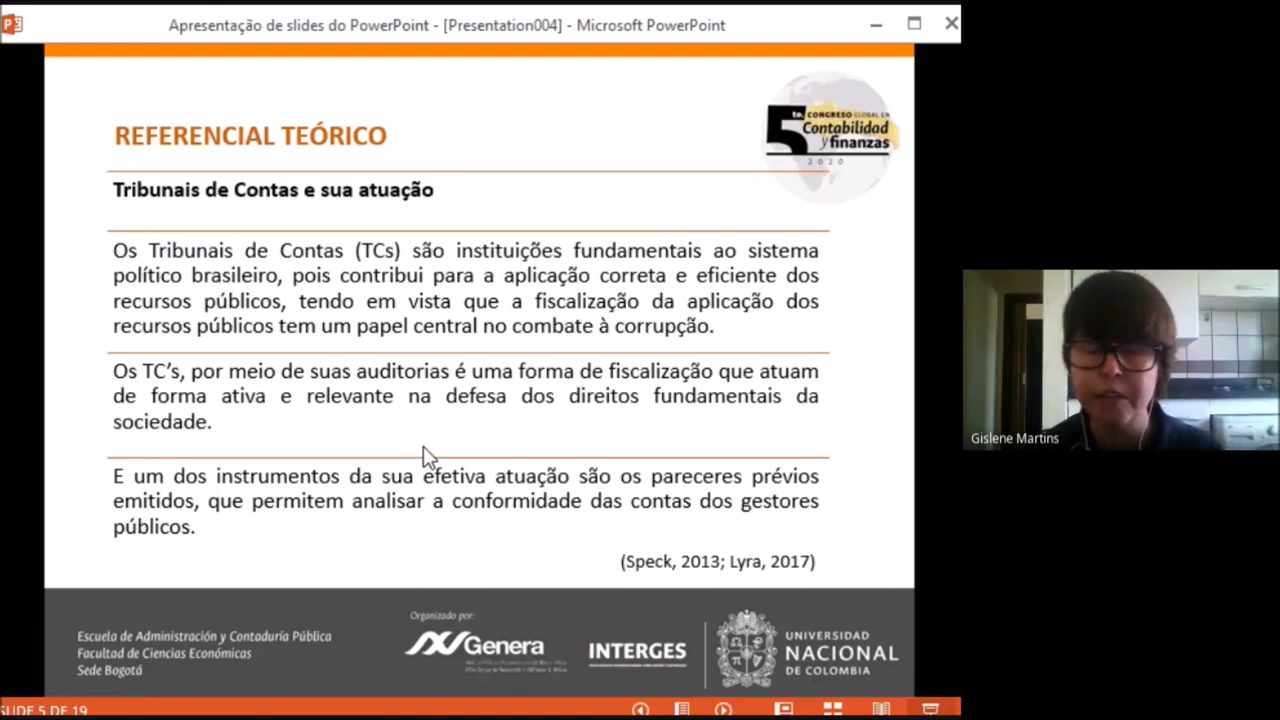 Apresentação de slides do PowerPoint - [Presentation004] - Microsoft PowerPoint
REFERENCIAL TEÓRICO
5to. CONGRESO GLOBAL EN
Contabilidad
y finanzas
2020
Tribunais de Contas e sua atuação
Os Tribunais de Contas (TCs) são instituições fundamentais ao sistema
político brasileiro, pois contribui para a aplicação correta e eficiente dos
recursos públicos, tendo em vista que a fiscalização da aplicação dos
recursos públicos tem um papel central no combate à corrupção.
Os TC’s, por meio de suas auditorias é uma forma de fiscalização que atuam
de forma ativa e relevante na defesa dos direitos fundamentais da
sociedade.
E um dos instrumentos da sua efetiva atuação são os pareceres prévios
emitidos, que permitem analisar a conformidade das contas dos gestores
públicos.
(Speck, 2013; Lyra, 2017)
Gislene Martins
Escuela de Administración y Contaduría Pública
Facultad de Ciencias Económicas
Sede Bogotá
Organizado por:
Genera
INTERGES
UNIVERSIDAD
NACIONAL
DE COLOMBIA
SLIDE 5 DE 19